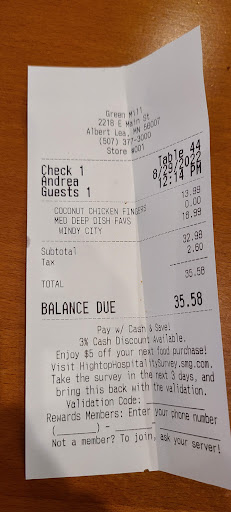 Green Mill
2218 E Main St
Albert Lea, MN 56007
(507) 377-3000
Store #001
Check 1 Table 44
Andrea 8/29/2022
Guests 1 12:14 PM
COCONUT CHICKEN FINGERS 13.99
MED DEEP DISH FAVS 0.00
WINDY CITY 18.99
Subtotal 32.98
Tax 2.60
TOTAL 35.58
BALANCE DUE 35.58
Pay w/ Cash & Save!
3% Cash Discount Available.
Enjoy $5 off your next food purchase!
Visit HightopHospitalitySurvey.smg.com.
Take the survey in the next 3 days, and
bring this back with the validation.
Validation Code:
Rewards Members: Enter your phone number
(______) - ______-______
Not a member? To join, ask your server!